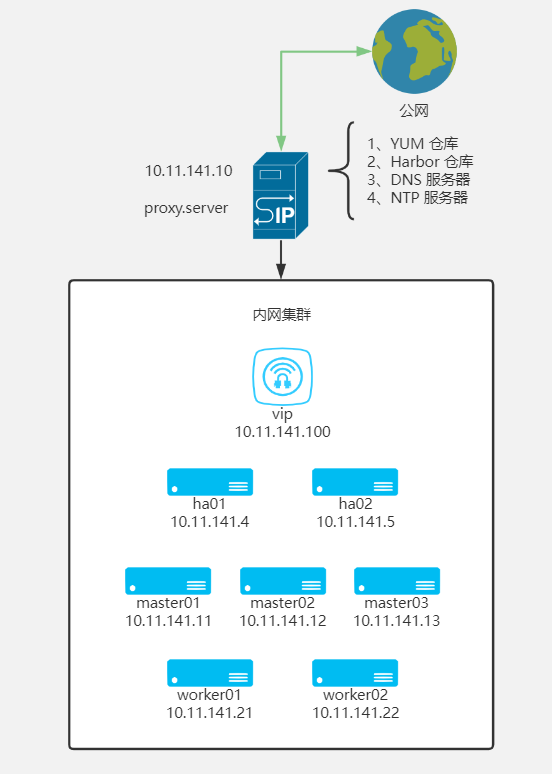 公网
1、YUM 仓库
2、Harbor 仓库
3、DNS 服务器
4、NTP 服务器
10.11.141.10
proxy.server
SIP
内网集群
vip
10.11.141.100
ha01
10.11.141.4
ha02
10.11.141.5
master01
10.11.141.11
master02
10.11.141.12
master03
10.11.141.13
worker01
10.11.141.21
worker02
10.11.141.22